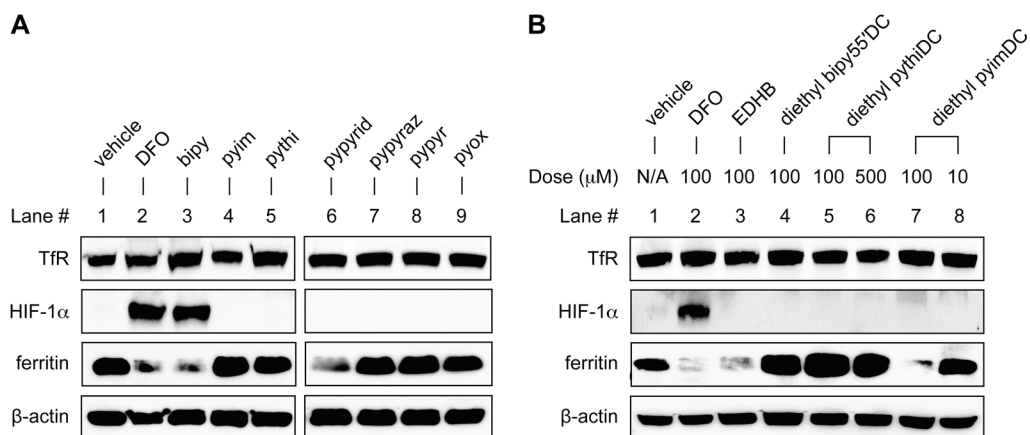 A
vehicle
DFO
bipy
pyim
pythi
pypyrid
pypyraz
pypyr
pyox
Lane # 1 2 3 4 5 6 7 8 9
TfR
HIF-1α
ferritin
β-actin
B
vehicle
DFO
EDHB
diethyl bipy55'DC
diethyl pythiDC
diethyl pyimDC
Dose (μM) N/A 100 100 100 100 500 100 10
Lane # 1 2 3 4 5 6 7 8
TfR
HIF-1α
ferritin
β-actin